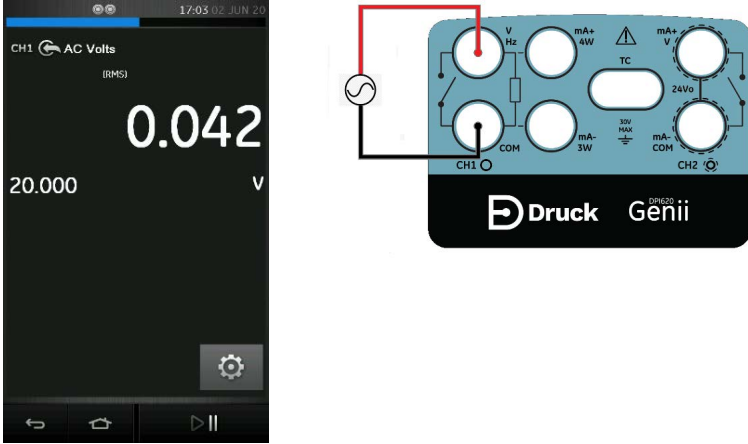 17:03 02 JUN 20
CH1 AC Volts
(RMS)
0.042
20.000 V
V
Hz
mA+
4W
mA+
V
TC
24Vo
30V
MAX
COM
mA-
3W
mA-
COM
CH1
CH2
Druck
DPI620
Genii